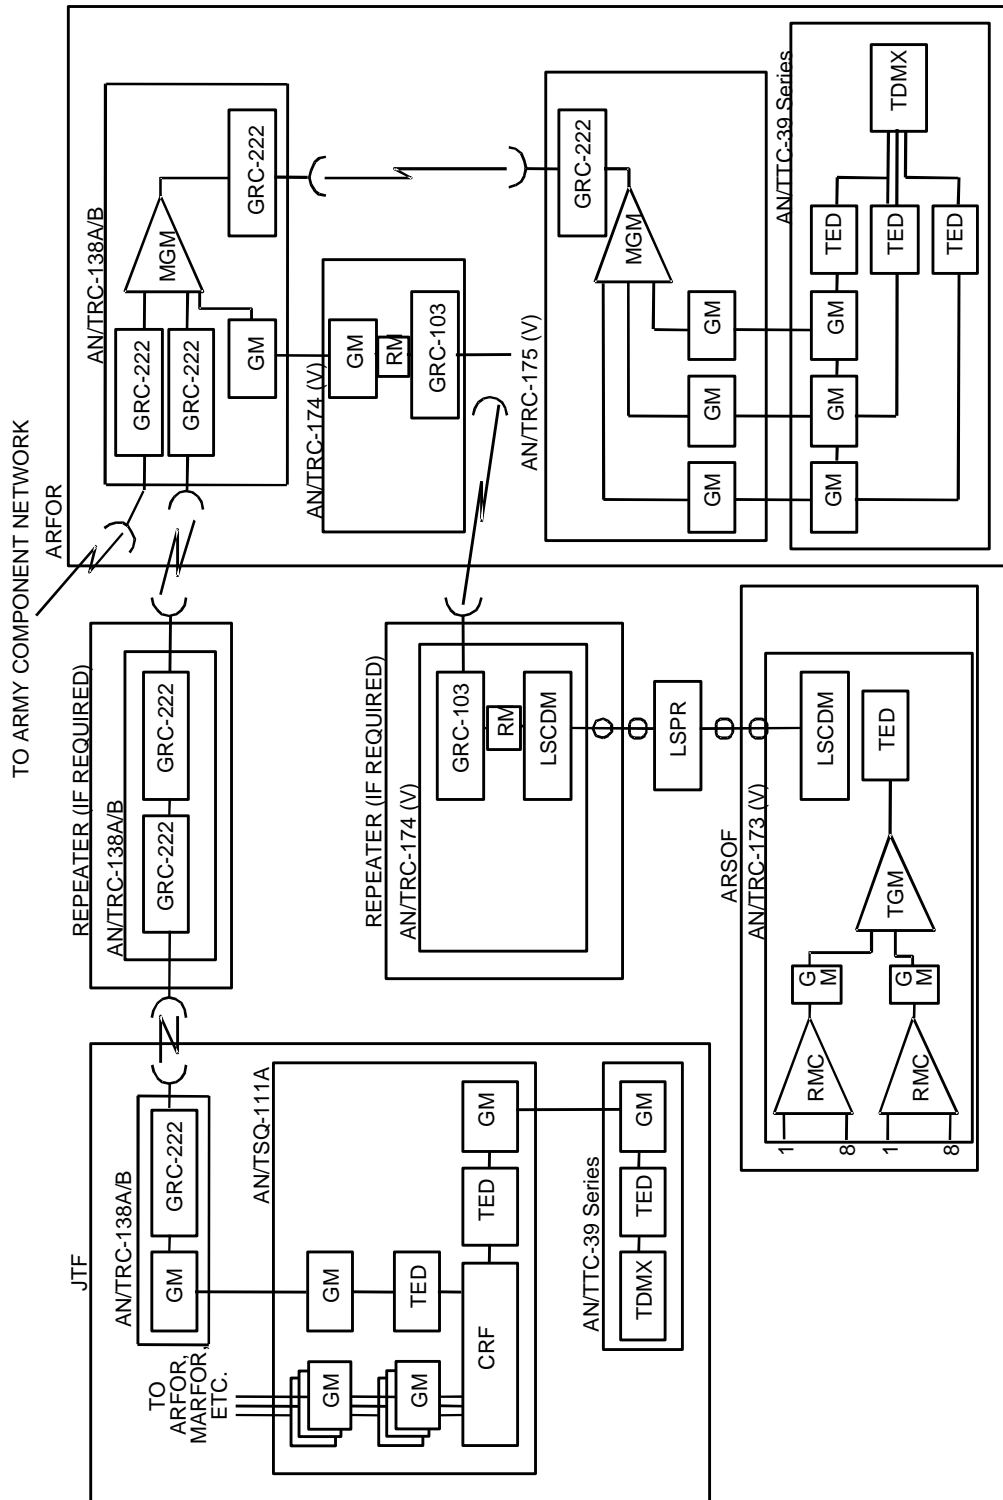 JTF
AN/TRC-138A/B
GM
GRC-222
TO
ARFOR,
MARFOR,
ETC.
AN/TSQ-111A
GM
GM
GM
TED
CRF
TED
GM
AN/TTC-39 Series
TDMX
TED
GM
REPEATER (IF REQUIRED)
AN/TRC-138A/B
GRC-222
GRC-222
REPEATER (IF REQUIRED)
AN/TRC-174 (V)
GRC-103
RM
LSCDM
LSPR
ARSOF
AN/TRC-173 (V)
LSCDM
TED
TGM
G
M
G
M
RMC
RMC
1
8
1
8
TO ARMY COMPONENT NETWORK
ARFOR
AN/TRC-138A/B
GRC-222
GRC-222
GM
MGM
GRC-222
AN/TRC-174 (V)
GM
RM
GRC-103
AN/TRC-175 (V)
GRC-222
MGM
GM
GM
GM
AN/TTC-39 Series
GM
GM
GM
TED
TED
TED
TDMX